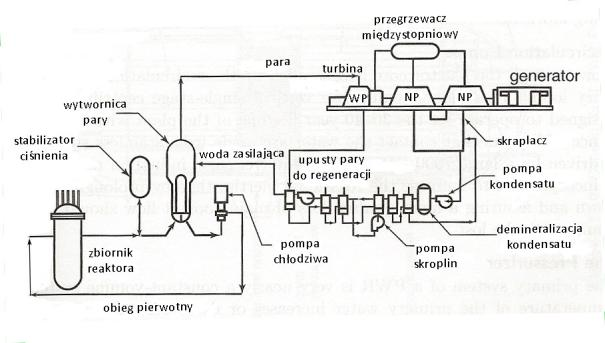 przegrzewacz
międzystopniowy
para
turbina
generator
WP
NP
NP
wytwornica
pary
stabilizator
ciśnienia
woda zasilająca
upusty pary
do regeneracji
skraplacz
pompa
kondensatu
demineralizacja
kondensatu
pompa
skroplin
pompa
chłodziwa
zbiornik
reaktora
obieg pierwotny